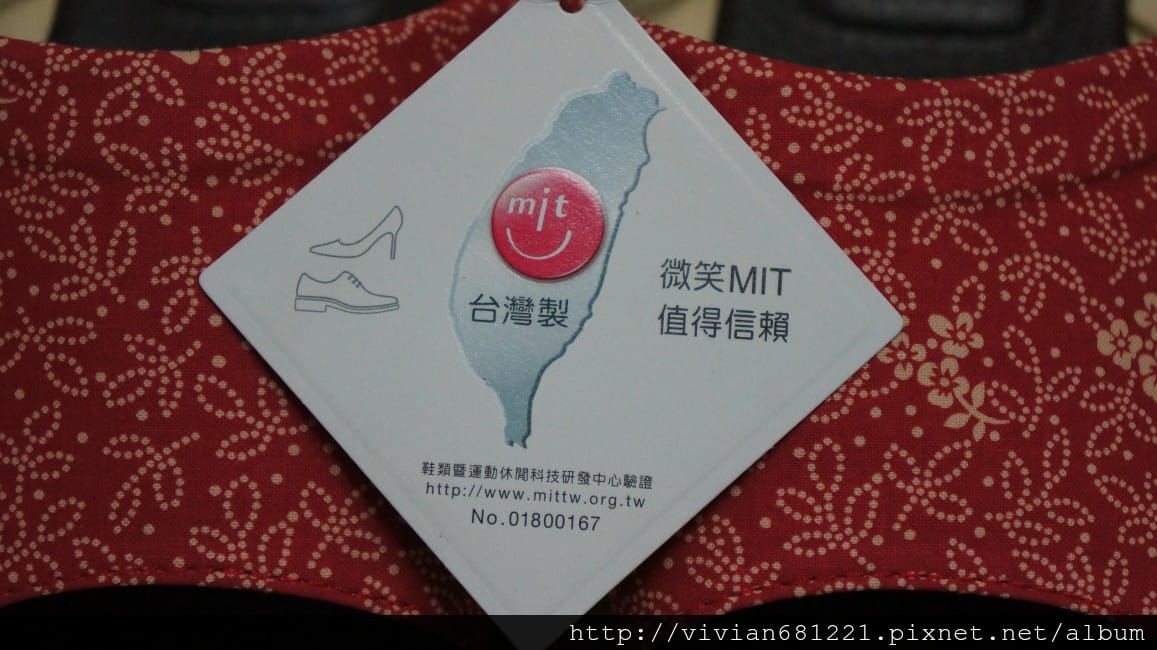 mit
台灣製
微笑MIT
值得信賴
鞋類暨運動休閒科技研發中心驗證
http://www.mittw.org.tw
No.01800167
http://vivian681221.pixnet.net/album